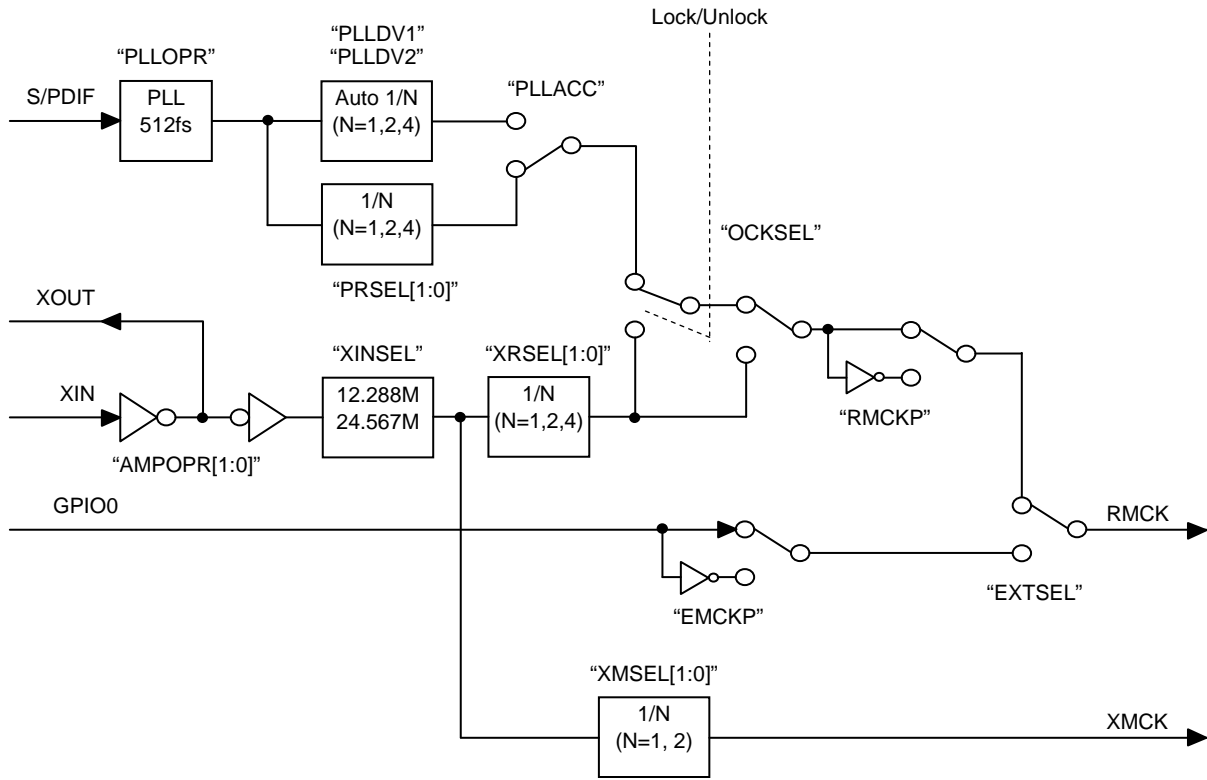 Lock/Unlock
“PLLDV1”
“PLLDV2”
“PLLOPR”
“PLLACC”
S/PDIF
PLL
512fs
Auto 1/N
(N=1,2,4)
1/N
(N=1,2,4)
“OCKSEL”
“PRSEL[1:0]”
XOUT
“XINSEL”
“XRSEL[1:0]”
XIN
12.288M
24.567M
1/N
(N=1,2,4)
“RMCKP”
“AMPOPR[1:0]”
GPIO0
RMCK
“EMCKP”
“EXTSEL”
“XMSEL[1:0]”
1/N
(N=1, 2)
XMCK